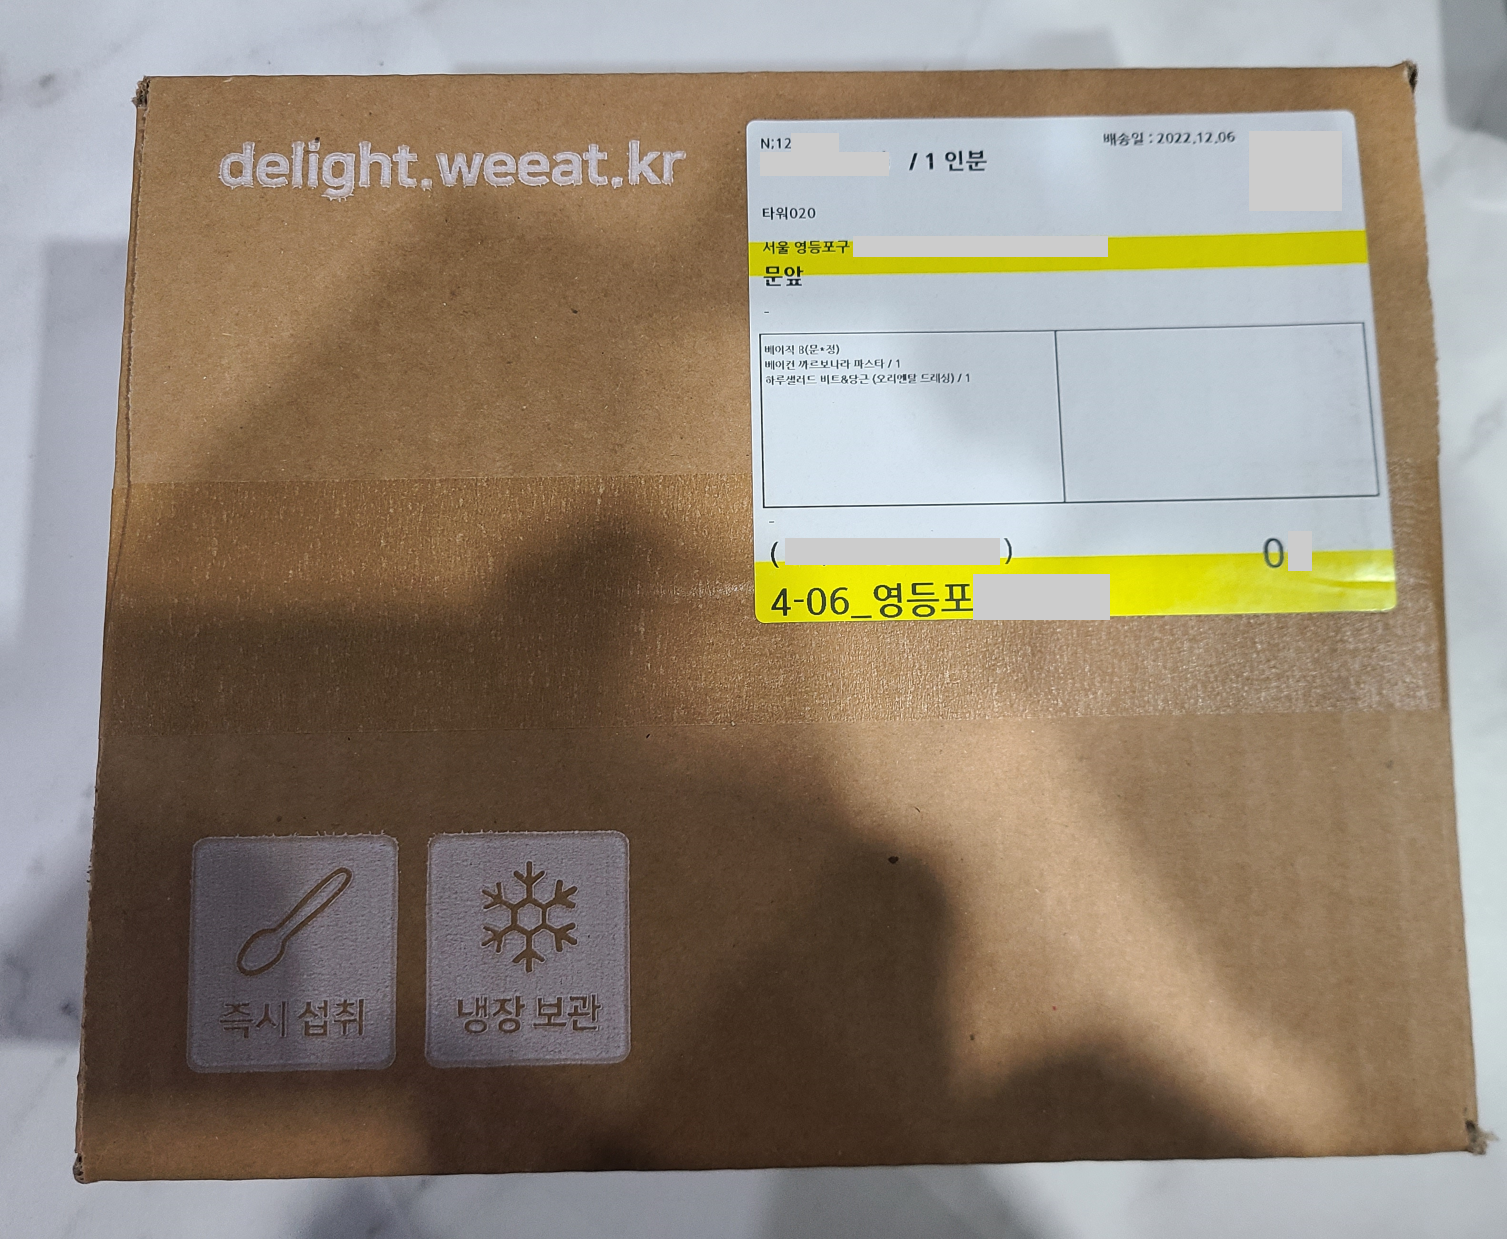 delight.weeat.kr
N:12
배송일 : 2022.12.06
/ 1 인분
타워020
서울 영등포구
문앞
-
베이직 B(문*정)
베이컨 까르보나라 파스타 / 1
하루샐러드 비트&당근 (오리엔탈 드레싱) / 1
-
( )
0
4-06_영등포
즉시 섭취
냉장 보관